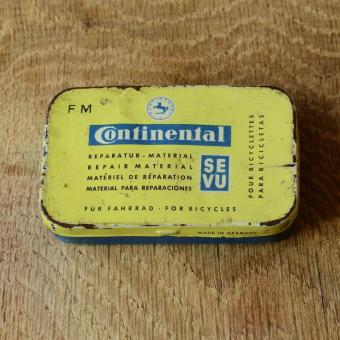 FM
Continental
REPARATUR-MATERIAL
REPAIR MATERIAL
MATÉRIEL DE RÉPARATION
MATERIAL PARA REPARACIONES
SE
VU
POUR BICYCLETTES
PARA BICICLETAS
FÜR FAHRRAD · FOR BICYCLES
MADE IN GERMANY